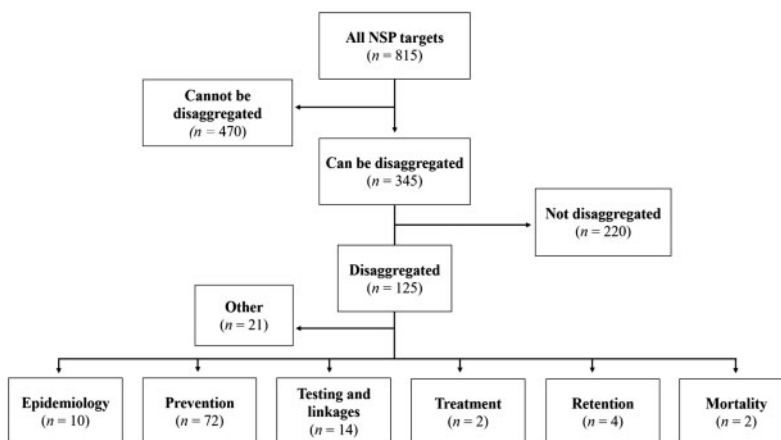 All NSP targets
(n = 815)
Cannot be
disaggregated
(n = 470)
Can be disaggregated
(n = 345)
Not disaggregated
(n = 220)
Disaggregated
(n = 125)
Other
(n = 21)
Epidemiology
(n = 10)
Prevention
(n = 72)
Testing and
linkages
(n = 14)
Treatment
(n = 2)
Retention
(n = 4)
Mortality
(n = 2)